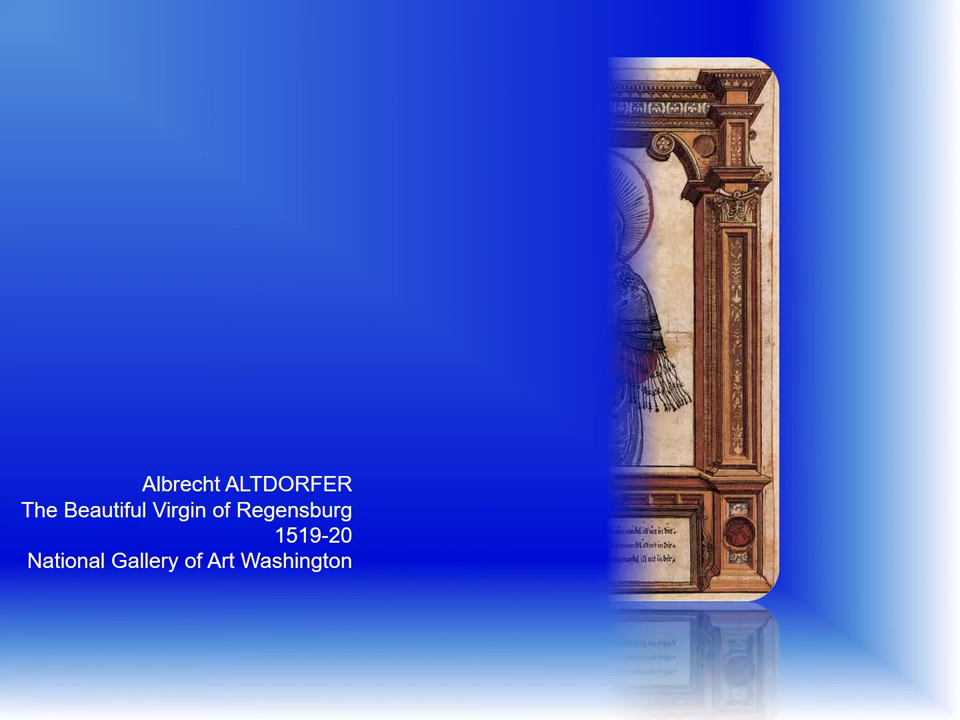 Albrecht ALTDORFER
The Beautiful Virgin of Regensburg
1519-20
National Gallery of Art Washington